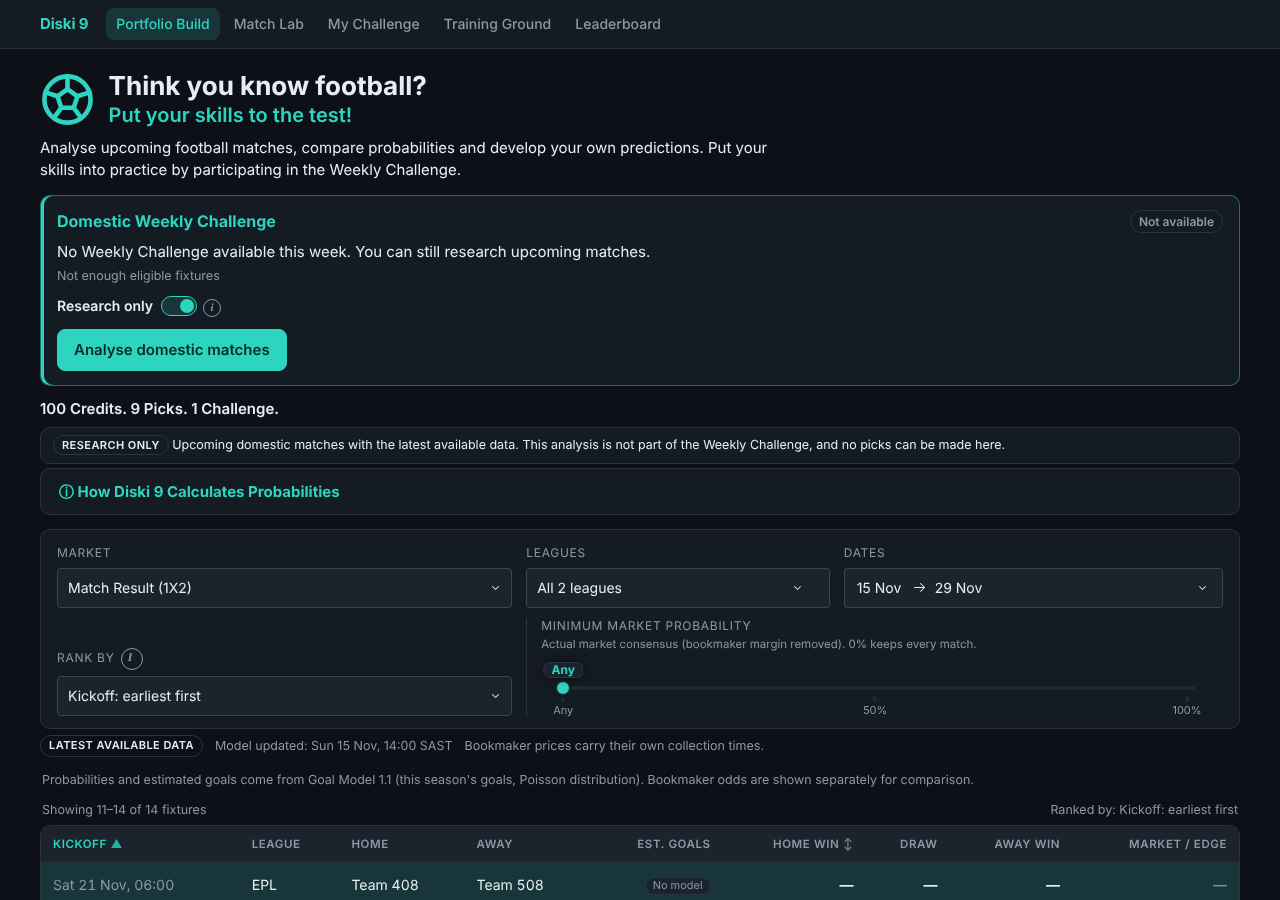 Diski 9 Portfolio Build Match Lab My Challenge Training Ground Leaderboard
Think you know football?
Put your skills to the test!
Analyse upcoming football matches, compare probabilities and develop your own predictions. Put your
skills into practice by participating in the Weekly Challenge.
Domestic Weekly Challenge Not available
No Weekly Challenge available this week. You can still research upcoming matches.
Not enough eligible fixtures
Research only i
Analyse domestic matches
100 Credits. 9 Picks. 1 Challenge.
RESEARCH ONLY Upcoming domestic matches with the latest available data. This analysis is not part of the Weekly Challenge, and no picks can be made here.
ⓘ How Diski 9 Calculates Probabilities
MARKET LEAGUES DATES
Match Result (1X2) All 2 leagues 15 Nov → 29 Nov
MINIMUM MARKET PROBABILITY
Actual market consensus (bookmaker margin removed). 0% keeps every match.
RANK BY I
Any
Kickoff: earliest first
Any 50% 100%
LATEST AVAILABLE DATA Model updated: Sun 15 Nov, 14:00 SAST Bookmaker prices carry their own collection times.
Probabilities and estimated goals come from Goal Model 1.1 (this season's goals, Poisson distribution). Bookmaker odds are shown separately for comparison.
Showing 11–14 of 14 fixtures Ranked by: Kickoff: earliest first
KICKOFF ▲ LEAGUE HOME AWAY EST. GOALS HOME WIN ↕ DRAW AWAY WIN MARKET / EDGE
Sat 21 Nov, 06:00 EPL Team 408 Team 508 No model — — — —